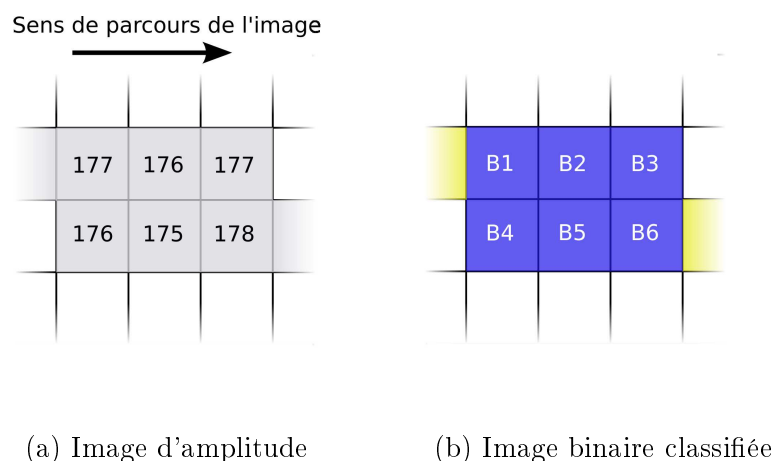 Sens de parcours de l'image
177 176 177
176 175 178
B1 B2 B3
B4 B5 B6
(a) Image d'amplitude
(b) Image binaire classifiée